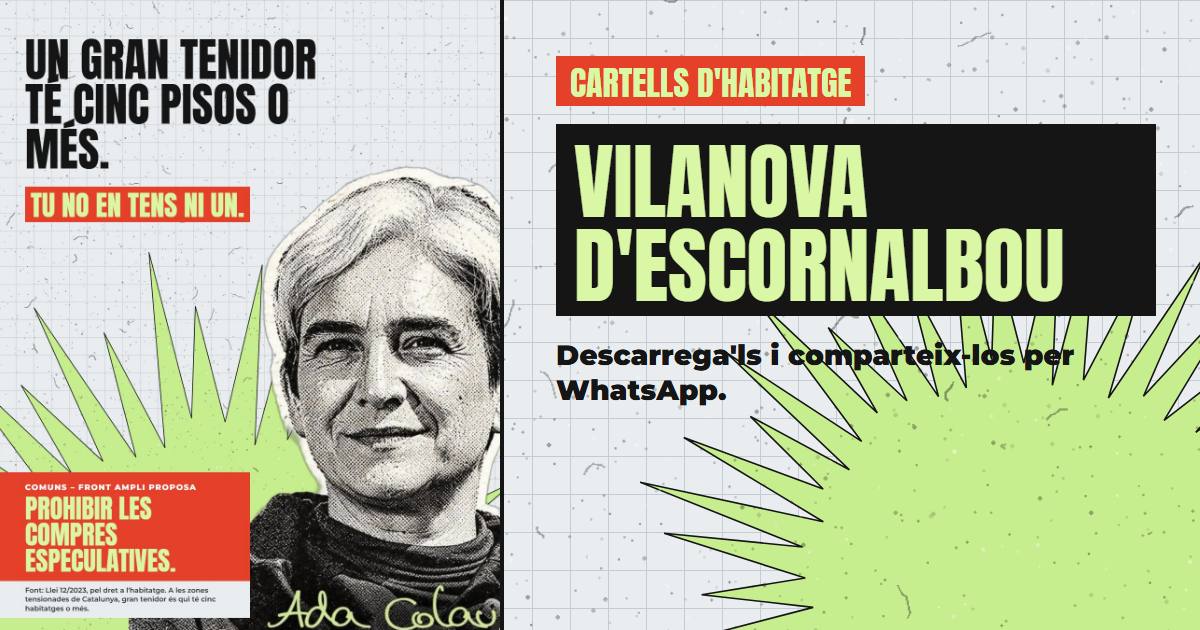 UN GRAN TENIDOR
TÉ CINC PISOS O
MÉS.
TU NO EN TENS NI UN.
COMUNS – FRONT AMPLI PROPOSA
PROHIBIR LES
COMPRES
ESPECULATIVES.
Font: Llei 12/2023, pel dret a l'habitatge. A les zones
tensionades de Catalunya, gran tenidor és qui té cinc
habitatges o més.
Ada Colau
CARTELLS D'HABITATGE
VILANOVA
D'ESCORNALBOU
Descarrega'ls i comparteix-los per
WhatsApp.